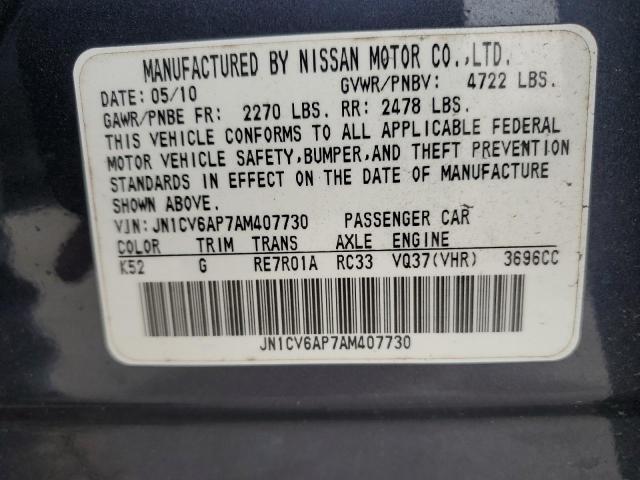 MANUFACTURED BY NISSAN MOTOR CO.,LTD.
DATE: 05/10 GVWR/PNBV: 4722 LBS.
GAWR/PNBE FR: 2270 LBS. RR: 2478 LBS.
THIS VEHICLE CONFORMS TO ALL APPLICABLE FEDERAL
MOTOR VEHICLE SAFETY,BUMPER,AND THEFT PREVENTION
STANDARDS IN EFFECT ON THE DATE OF MANUFACTURE
SHOWN ABOVE.
VIN: JN1CV6AP7AM407730 PASSENGER CAR
COLOR TRIM TRANS AXLE ENGINE
K52 G RE7R01A RC33 VQ37(VHR) 3696CC
JN1CV6AP7AM407730